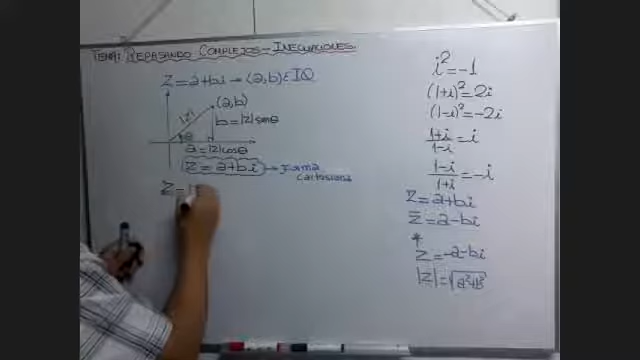 TEMA: REPASANDO COMPLEJOS - INECUACIONES
Z = a+bi → (a,b) ∈ IQ
(a,b)
|z|
b = |z| senθ
θ
a = |z| cosθ
Z = a+bi → forma
cartesiana
Z =
i² = -1
(1+i)² = 2i
(1-i)² = -2i
1+i/1-i = i
1-i/1+i = -i
Z = a+bi
Z̅ = a-bi
*
Z = -a-bi
|Z| = √a²+b²